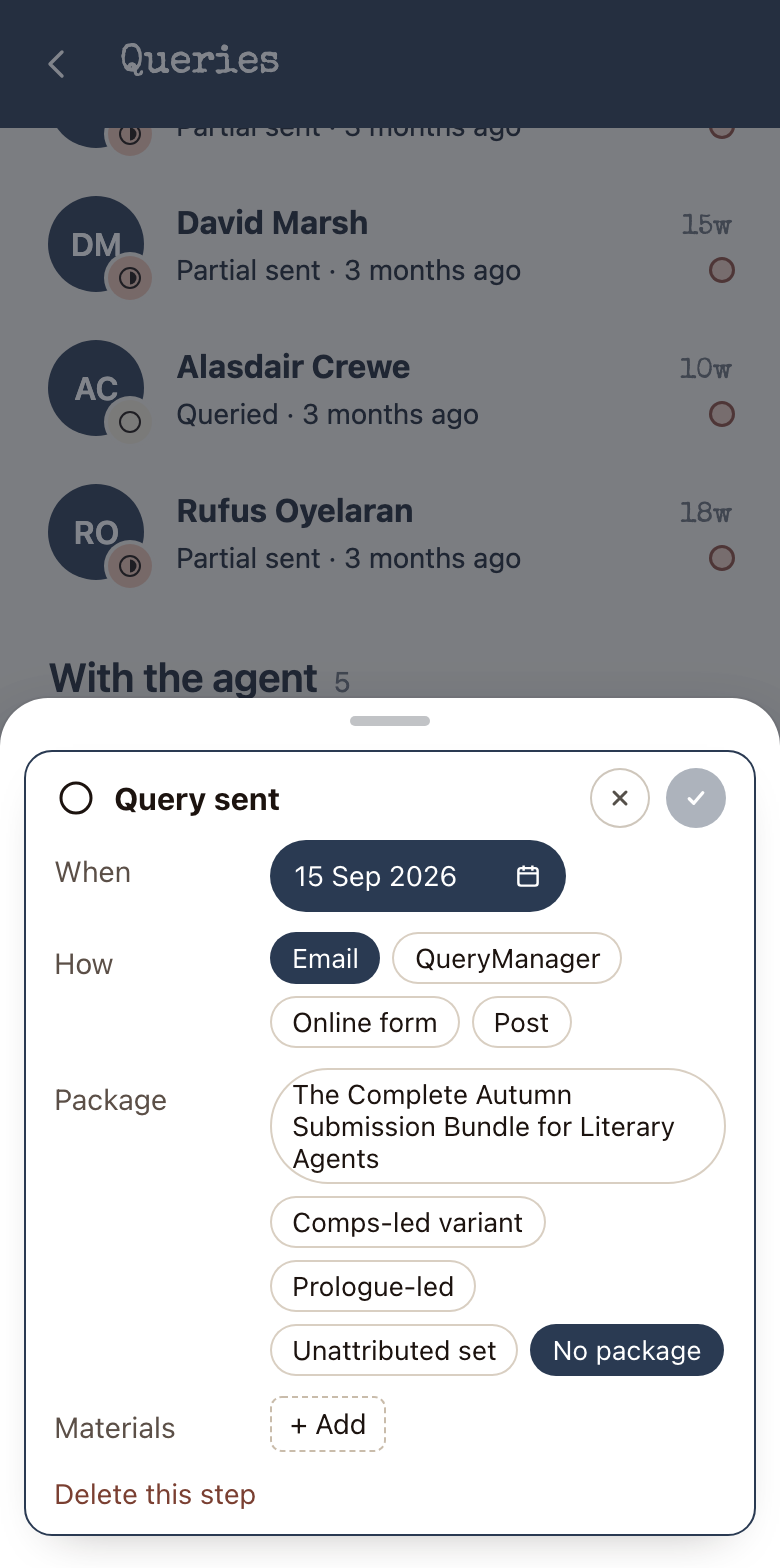 Queries
Partial sent · 3 months ago
DM
David Marsh
15w
Partial sent · 3 months ago
AC
Alasdair Crewe
10w
Queried · 3 months ago
RO
Rufus Oyelaran
18w
Partial sent · 3 months ago
With the agent 5
Query sent
When
15 Sep 2026
How
Email
QueryManager
Online form
Post
Package
The Complete Autumn
Submission Bundle for Literary
Agents
Comps-led variant
Prologue-led
Unattributed set
No package
Materials
+ Add
Delete this step